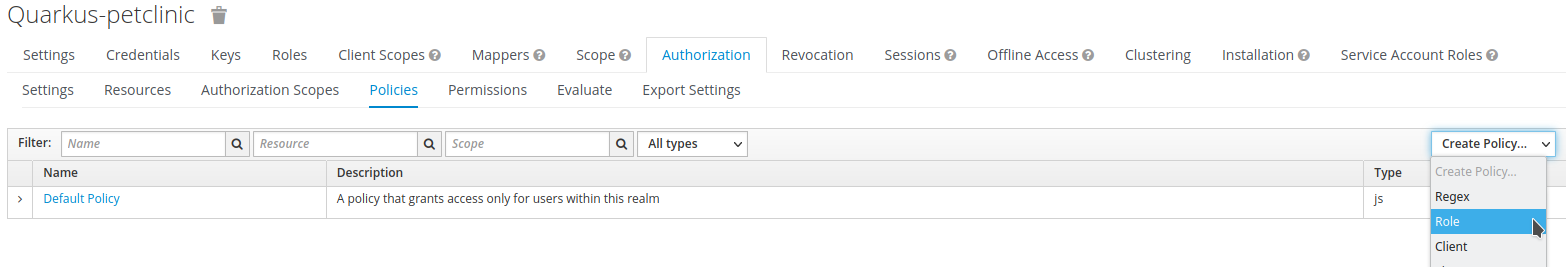 Quarkus-petclinic
Settings Credentials Keys Roles Client Scopes Mappers Scope Authorization Revocation Sessions Offline Access Clustering Installation Service Account Roles
Settings Resources Authorization Scopes Policies Permissions Evaluate Export Settings
Filter: Name Resource Scope All types Create Policy...
Name Description Type
Create Policy...
Default Policy A policy that grants access only for users within this realm js
Regex
Role
Client